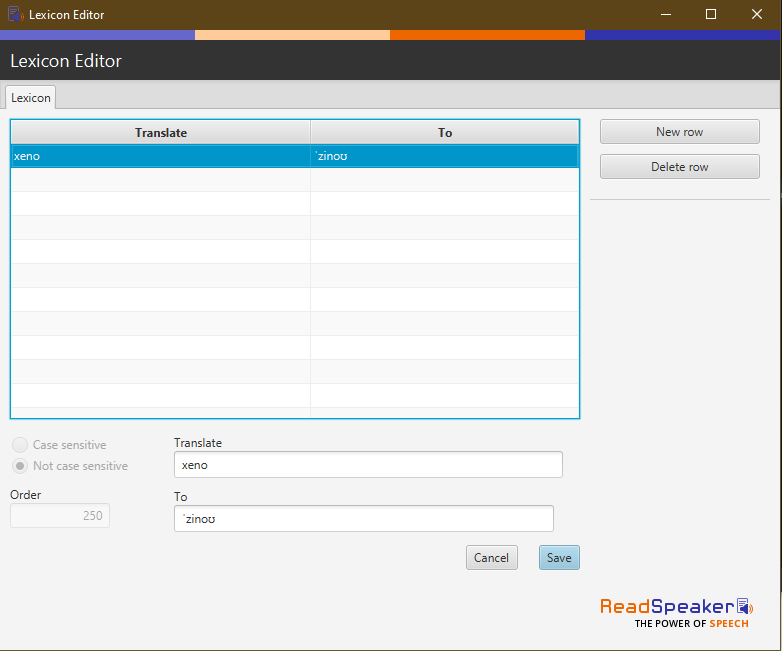 Lexicon Editor
Lexicon Editor
Lexicon
Translate To
xeno ˈzinoʊ
New row
Delete row
Case sensitive
Not case sensitive
Order
250
Translate
xeno
To
ˈzinoʊ
Cancel Save
ReadSpeaker
THE POWER OF SPEECH